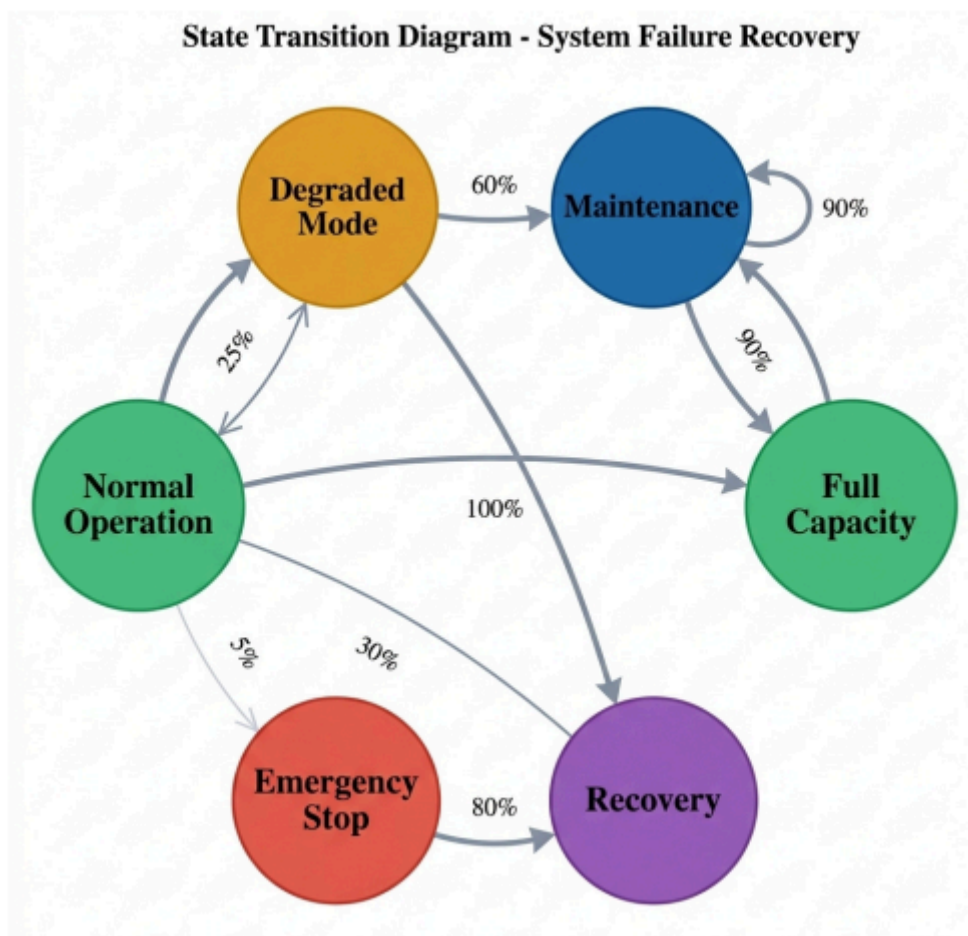 State Transition Diagram - System Failure Recovery
Degraded
Mode
60%
Maintenance
90%
25%
90%
Normal
Operation
100%
Full
Capacity
5%
30%
Emergency
Stop
80%
Recovery